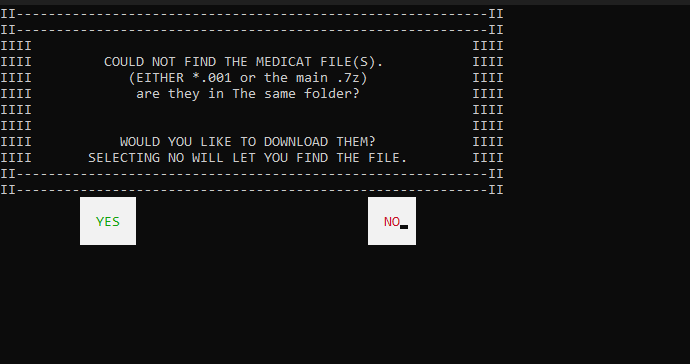 II-----------------------------------------------------------II
II-----------------------------------------------------------II
IIII                                                       IIII
IIII         COULD NOT FIND THE MEDICAT FILE(S).           IIII
IIII            (EITHER *.001 or the main .7z)             IIII
IIII             are they in The same folder?              IIII
IIII                                                       IIII
IIII                                                       IIII
IIII           WOULD YOU LIKE TO DOWNLOAD THEM?            IIII
IIII       SELECTING NO WILL LET YOU FIND THE FILE.        IIII
II-----------------------------------------------------------II
II-----------------------------------------------------------II
YES NO